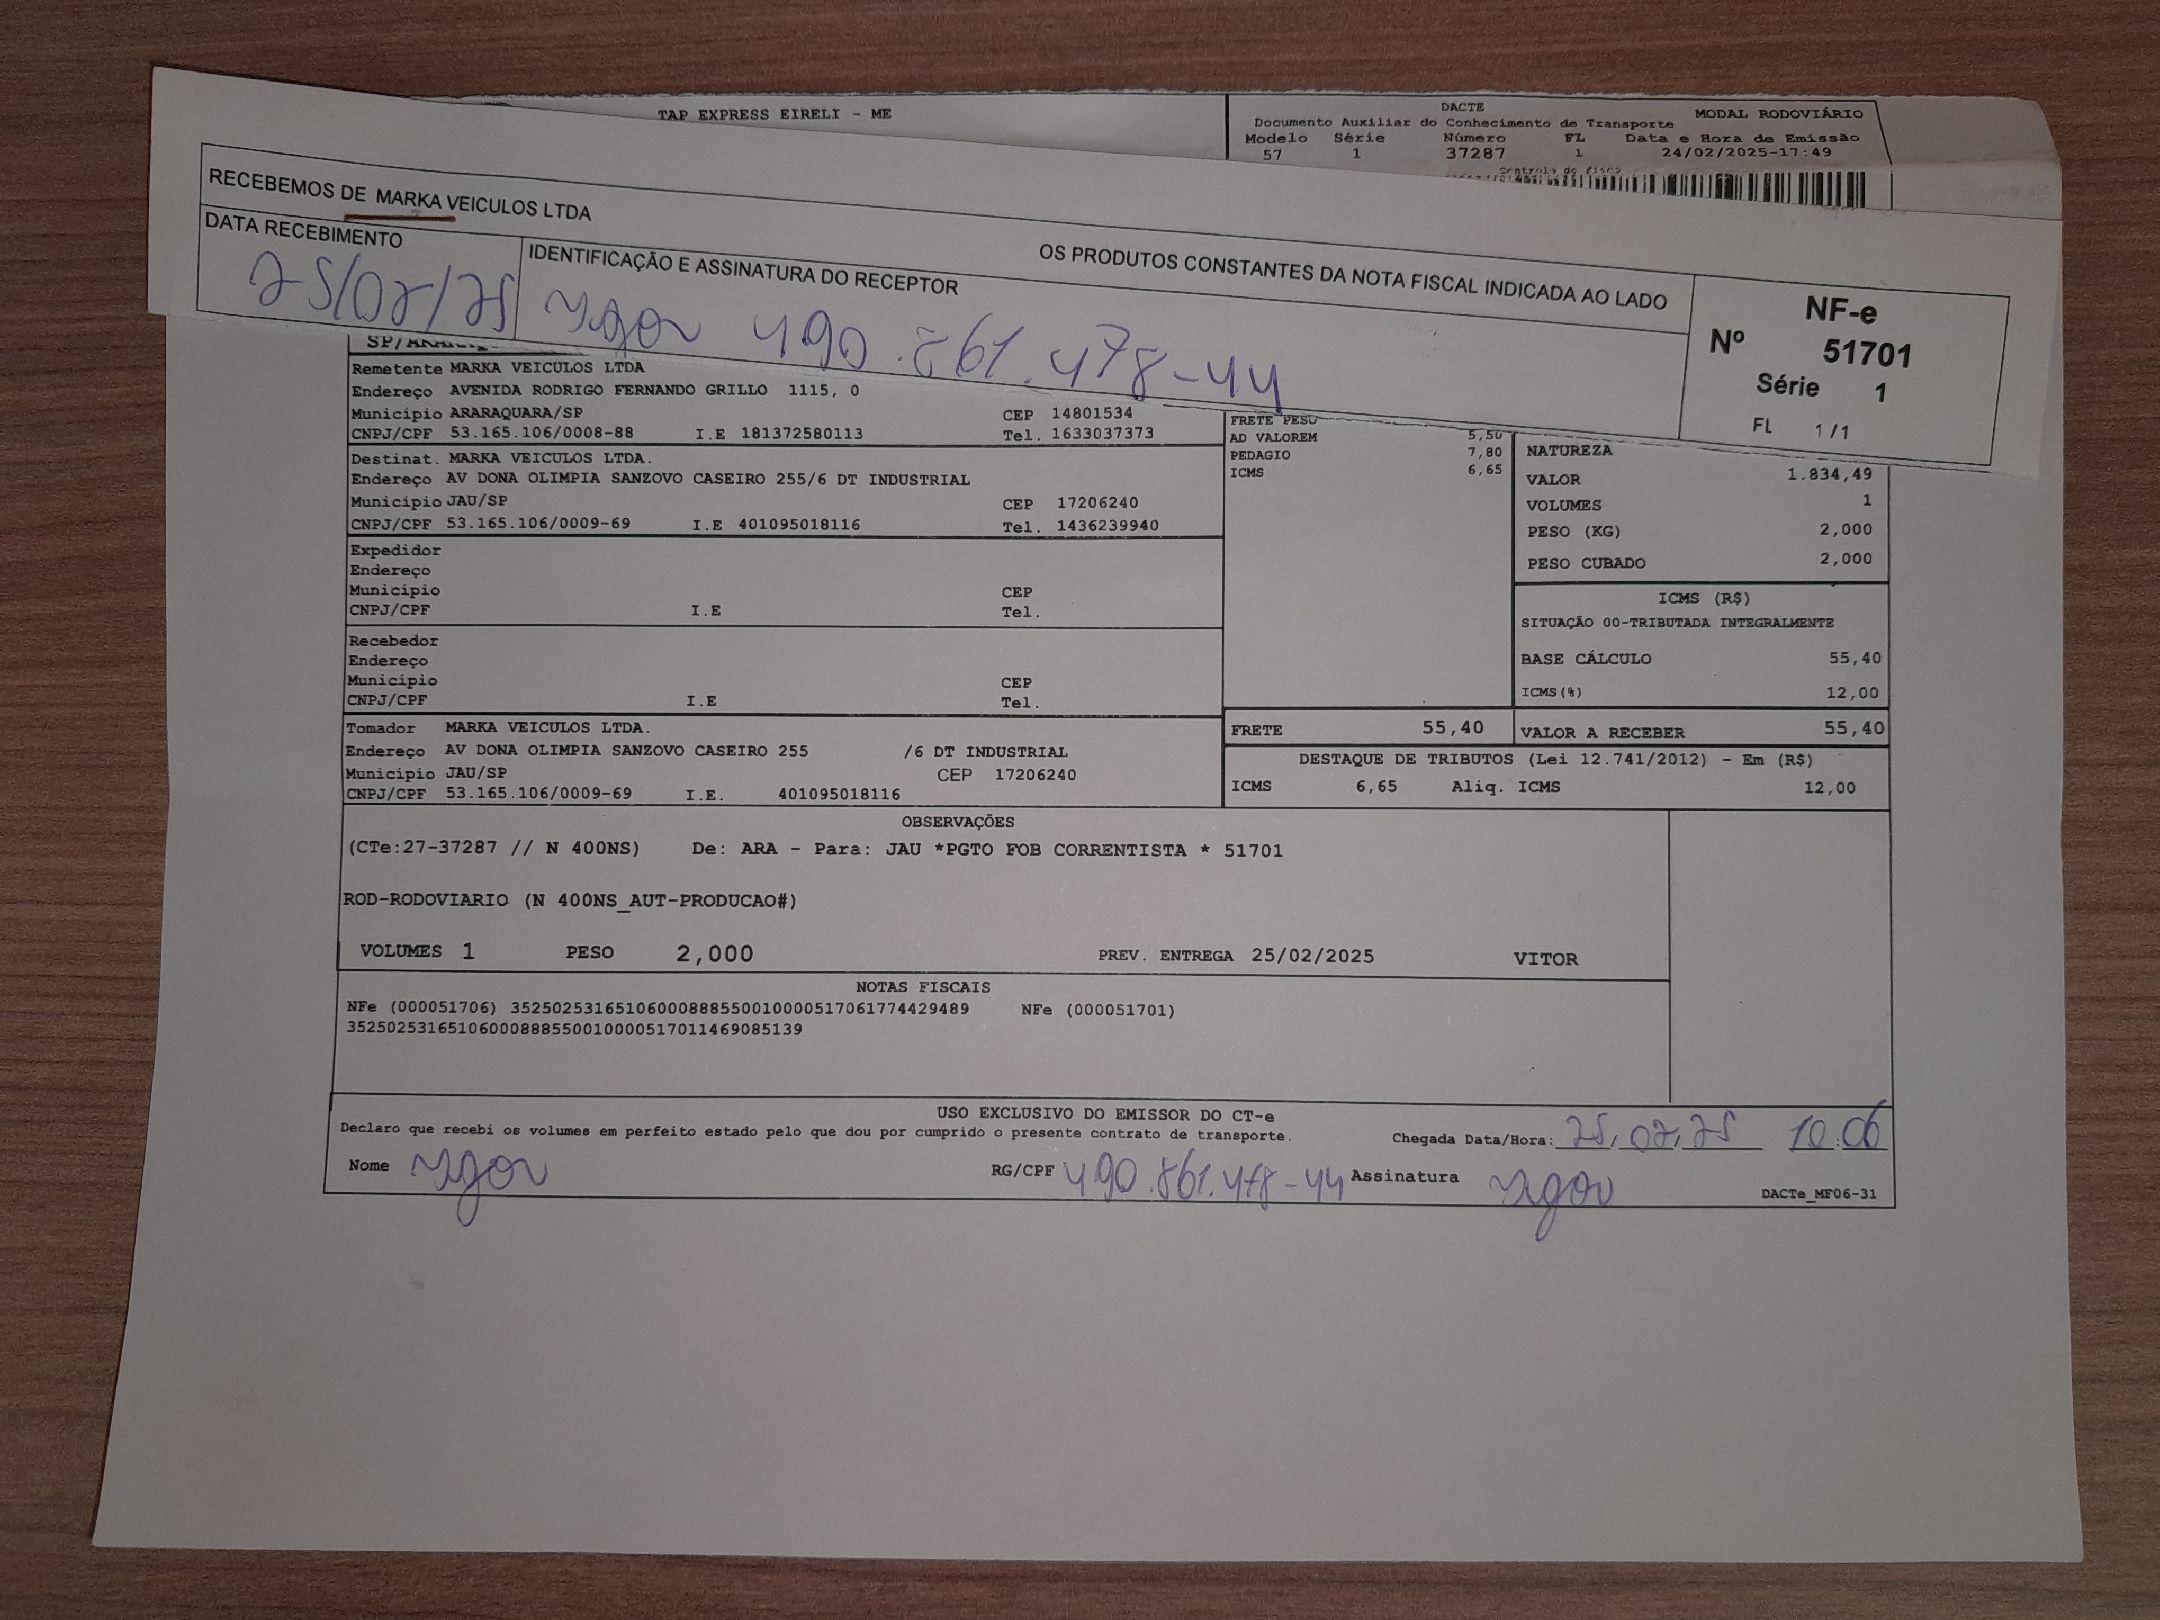 TAP EXPRESS EIRELI - ME
DACTE
MODAL RODOVIÁRIO
Documento Auxiliar do Conhecimento de Transporte
Modelo Série Número FL Data e Hora de Emissão
57 1 37287 1 24/02/2025-17:49
Controle do Fisco
RECEBEMOS DE MARKA VEICULOS LTDA
OS PRODUTOS CONSTANTES DA NOTA FISCAL INDICADA AO LADO
DATA RECEBIMENTO
25/02/25
IDENTIFICAÇÃO E ASSINATURA DO RECEPTOR
Ygor 490.861.478-44
NF-e
Nº 51701
Série 1
FL 1/1
Remetente MARKA VEICULOS LTDA
Endereço AVENIDA RODRIGO FERNANDO GRILLO 1115, 0
Município ARARAQUARA/SP CEP 14801534
CNPJ/CPF 53.165.106/0008-88 I.E 181372580113 Tel. 1633037373
Destinat. MARKA VEICULOS LTDA.
Endereço AV DONA OLIMPIA SANZOVO CASEIRO 255/6 DT INDUSTRIAL
Município JAU/SP CEP 17206240
CNPJ/CPF 53.165.106/0009-69 I.E 401095018116 Tel. 1436239940
Expedidor
Endereço
Município CEP
CNPJ/CPF I.E Tel.
Recebedor
Endereço
Município CEP
CNPJ/CPF I.E Tel.
Tomador MARKA VEICULOS LTDA.
Endereço AV DONA OLIMPIA SANZOVO CASEIRO 255 /6 DT INDUSTRIAL
Município JAU/SP CEP 17206240
CNPJ/CPF 53.165.106/0009-69 I.E. 401095018116
FRETE PESO
AD VALOREM 5,50
PEDAGIO 7,80
ICMS 6,65
NATUREZA
VALOR 1.834,49
VOLUMES 1
PESO (KG) 2,000
PESO CUBADO 2,000
ICMS (R$)
SITUAÇÃO 00-TRIBUTADA INTEGRALMENTE
BASE CÁLCULO 55,40
ICMS(%) 12,00
FRETE 55,40 VALOR A RECEBER 55,40
DESTAQUE DE TRIBUTOS (Lei 12.741/2012) - Em (R$)
ICMS 6,65 Aliq. ICMS 12,00
OBSERVAÇÕES
(CTe:27-37287 // N 400NS) De: ARA - Para: JAU *PGTO FOB CORRENTISTA * 51701
ROD-RODOVIARIO (N 400NS_AUT-PRODUCAO#)
VOLUMES 1 PESO 2,000 PREV. ENTREGA 25/02/2025 VITOR
NOTAS FISCAIS
NFe (000051706) 35250253165106000888550010000517061774429489 NFe (000051701)
35250253165106000888550010000517011469085139
USO EXCLUSIVO DO EMISSOR DO CT-e
Declaro que recebi os volumes em perfeito estado pelo que dou por cumprido o presente contrato de transporte.
Chegada Data/Hora: 25/02/25 10:06
Nome Ygor RG/CPF 490.861.478-44 Assinatura Ygor
DACTe_MF06-31